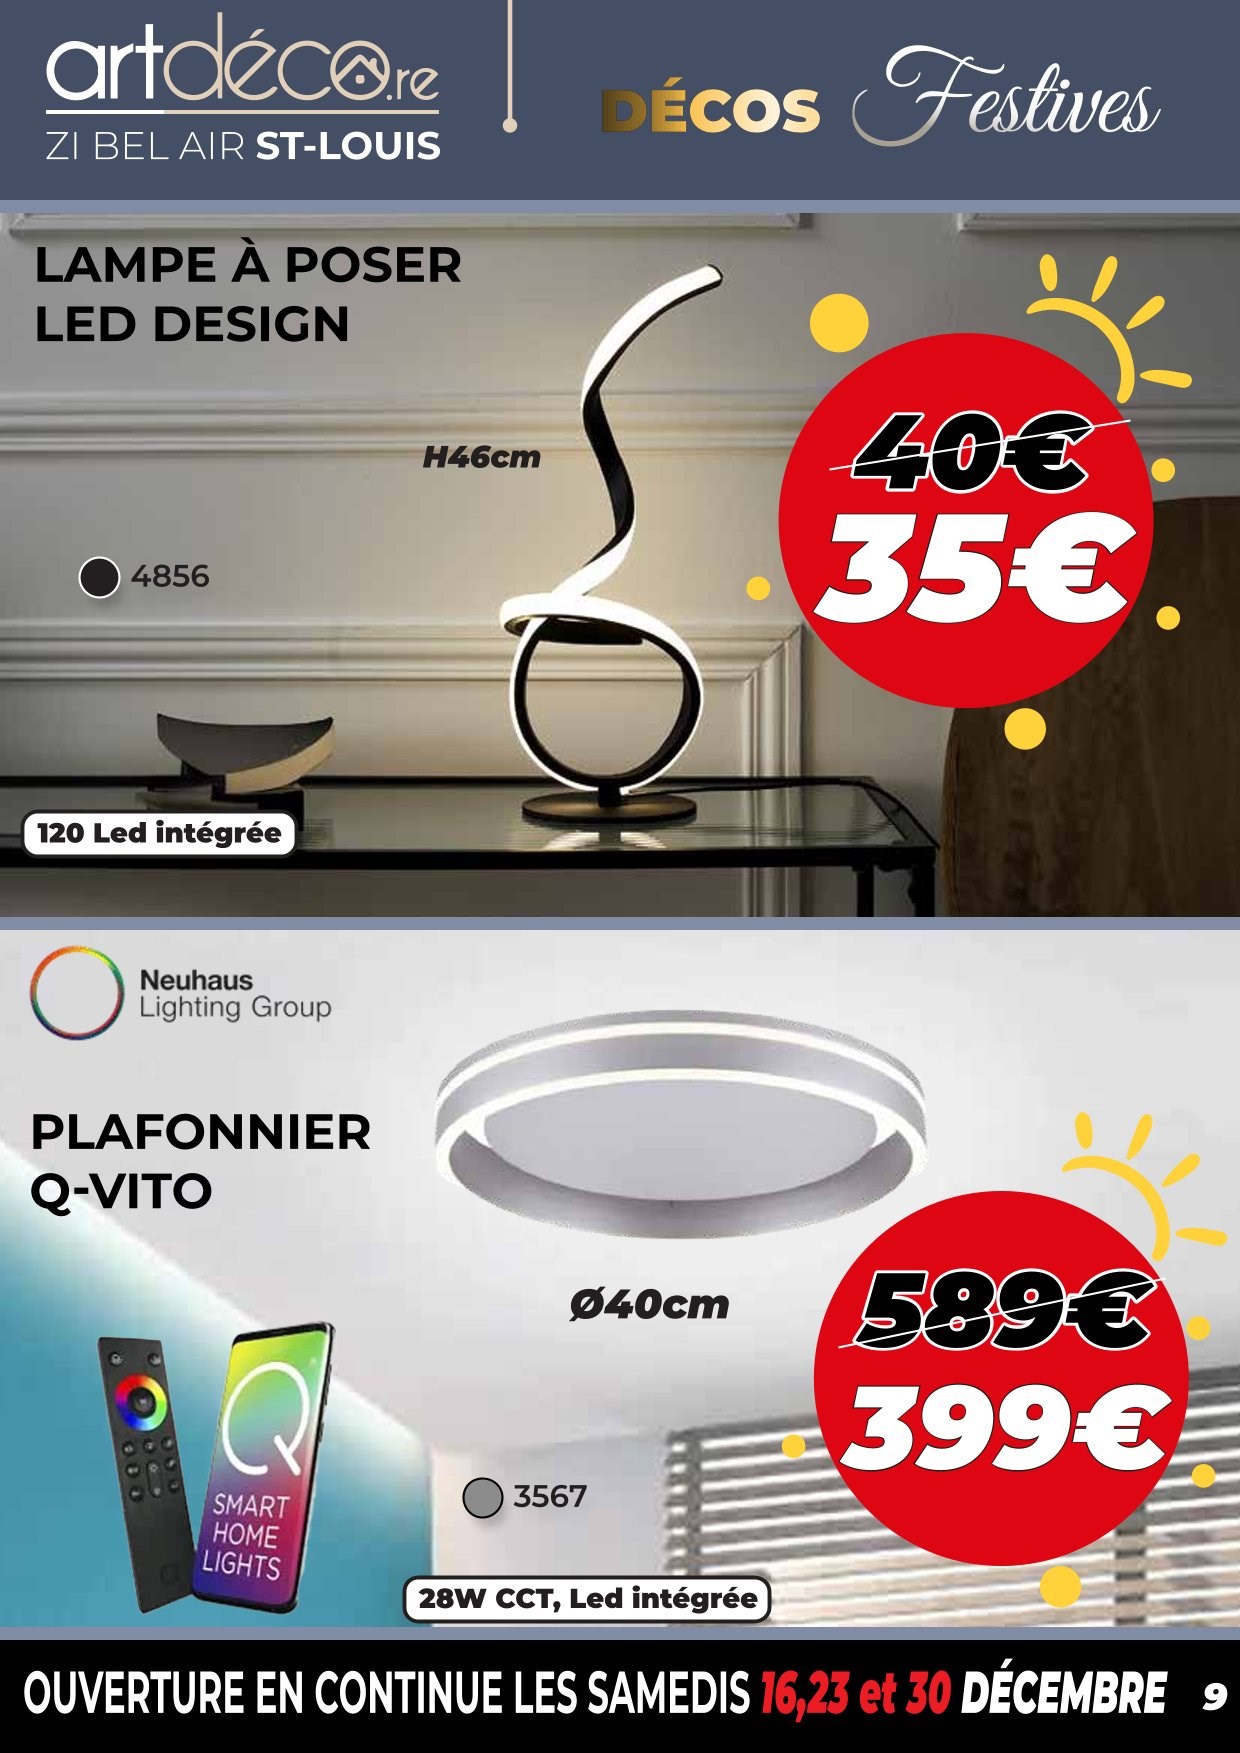 artdéco.re
ZI BEL AIR ST-LOUIS
DÉCOS Festives
LAMPE À POSER
LED DESIGN
H46cm
40€
35€
4856
120 Led intégrée
Neuhaus
Lighting Group
PLAFONNIER
Q-VITO
Ø40cm
589€
399€
Q
SMART
HOME
LIGHTS
3567
28W CCT, Led intégrée
OUVERTURE EN CONTINUE LES SAMEDIS 16,23 et 30 DÉCEMBRE 9